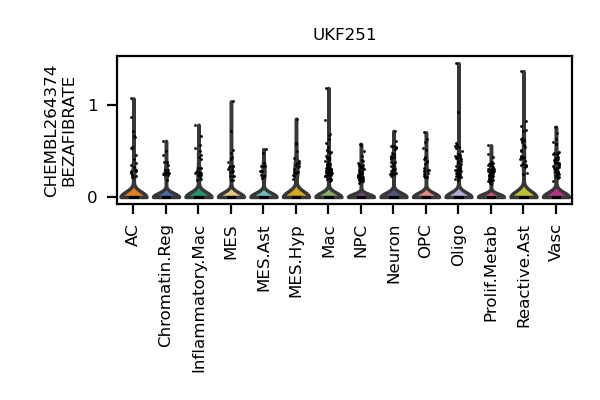 UKF251
CHEMBL264374
BEZAFIBRATE
1
0
AC
Chromatin.Reg
Inflammatory.Mac
MES
MES.Ast
MES.Hyp
Mac
NPC
Neuron
OPC
Oligo
Prolif.Metab
Reactive.Ast
Vasc